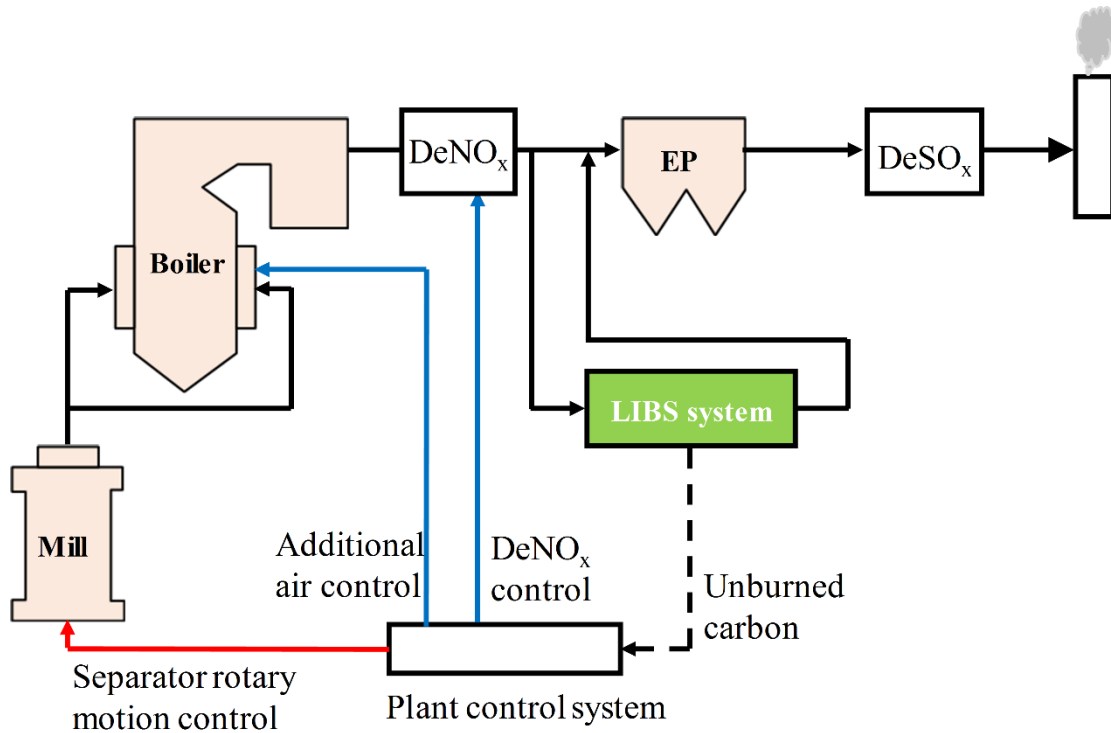 DeNOₓ
EP
DeSOₓ
Boiler
LIBS system
Mill
Additional
air control
DeNOₓ
control
Unburned
carbon
Separator rotary
motion control
Plant control system